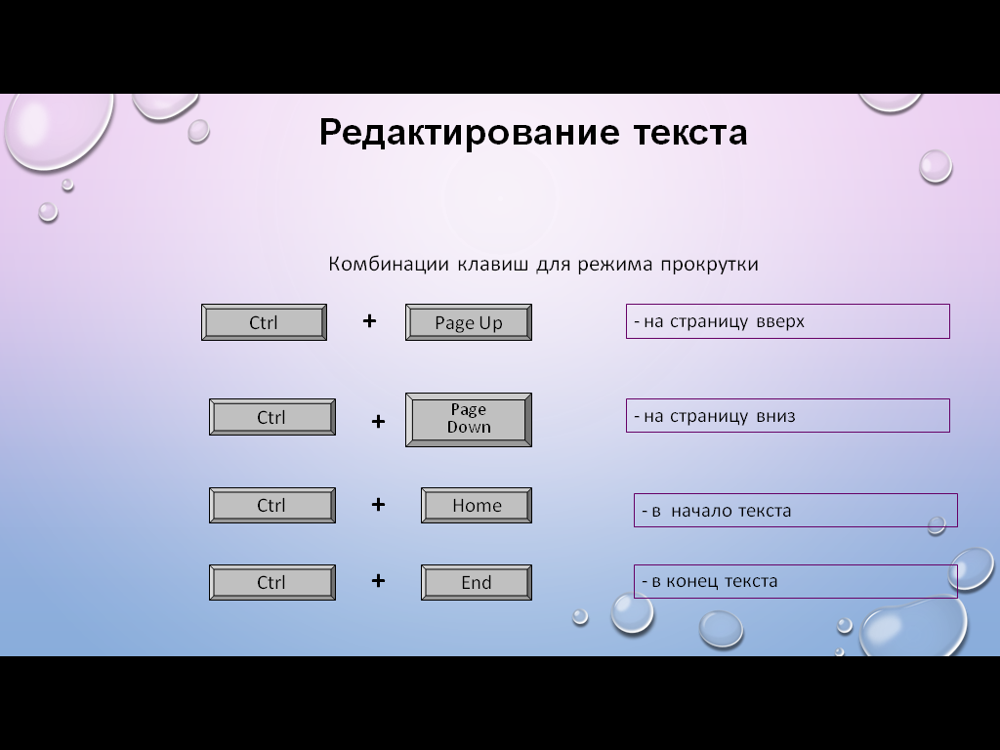 Редактирование текста
Комбинации клавиш для режима прокрутки
Ctrl + Page Up - на страницу вверх
Ctrl + Page
Down - на страницу вниз
Ctrl + Home - в начало текста
Ctrl + End - в конец текста